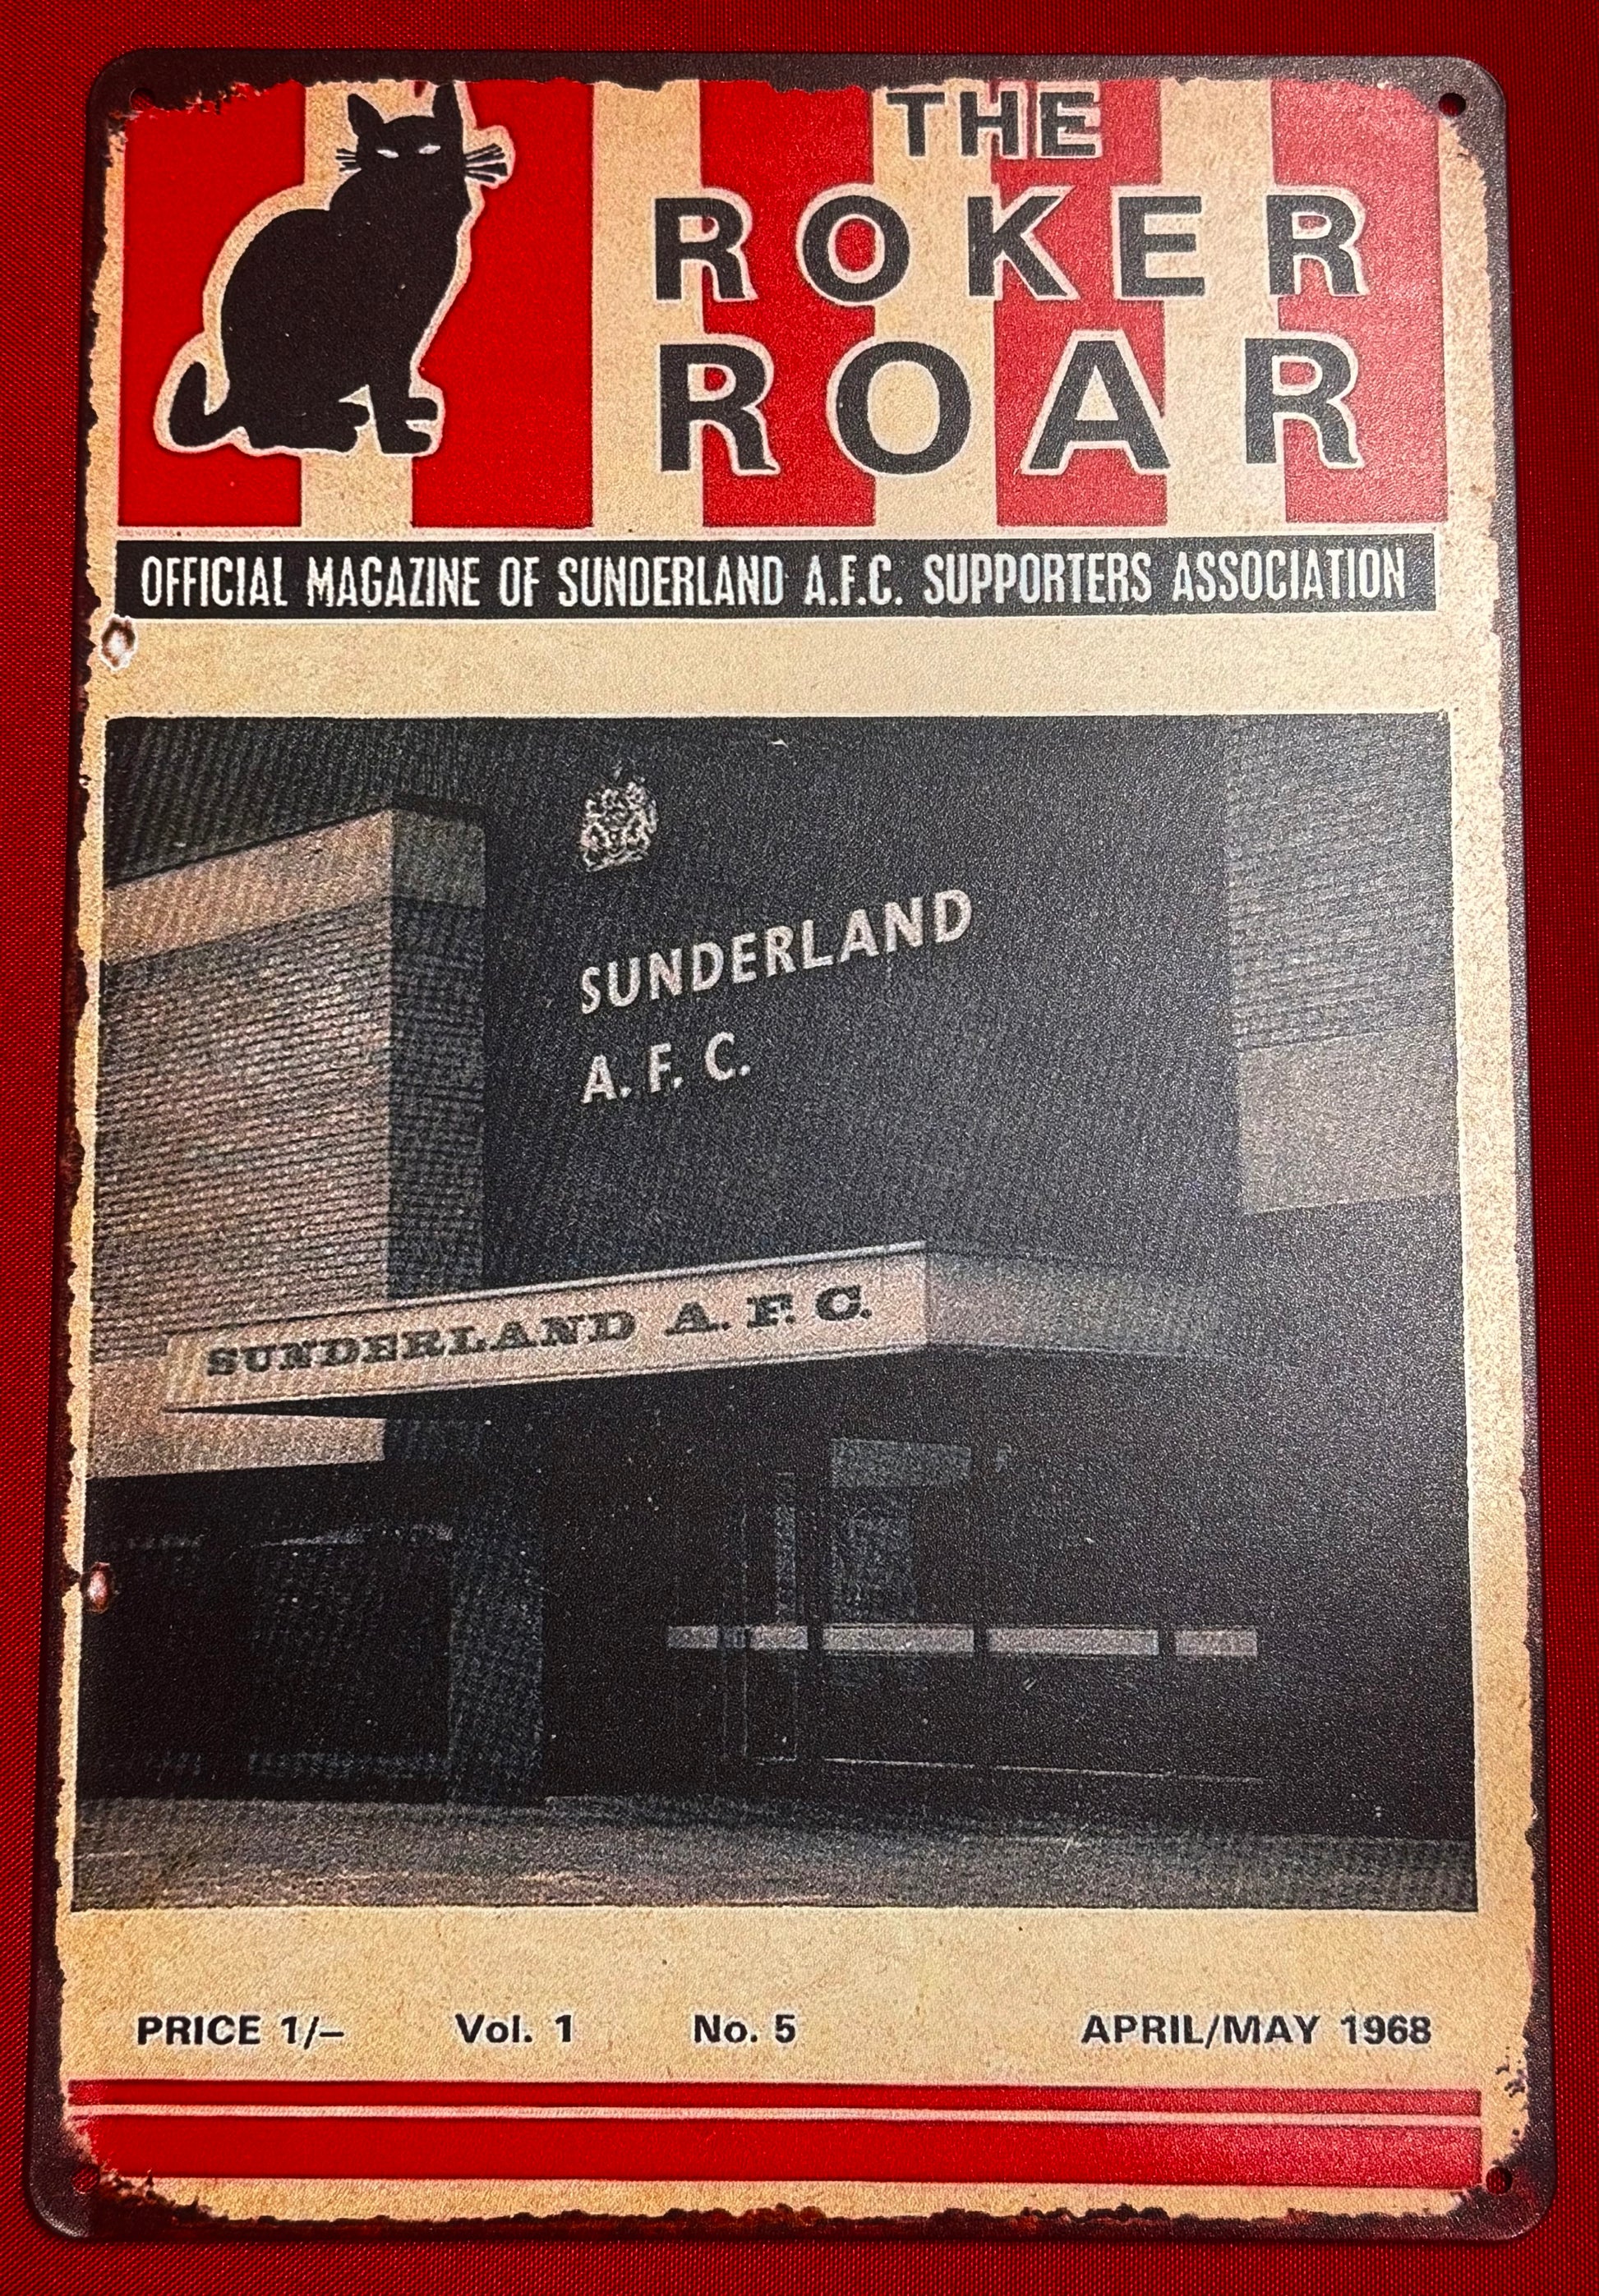 THE
ROKER
ROAR
OFFICIAL MAGAZINE OF SUNDERLAND A.F.C. SUPPORTERS ASSOCIATION
SUNDERLAND
A. F. C.
SUNDERLAND A. F. C.
PRICE 1/– Vol. 1 No. 5 APRIL/MAY 1968